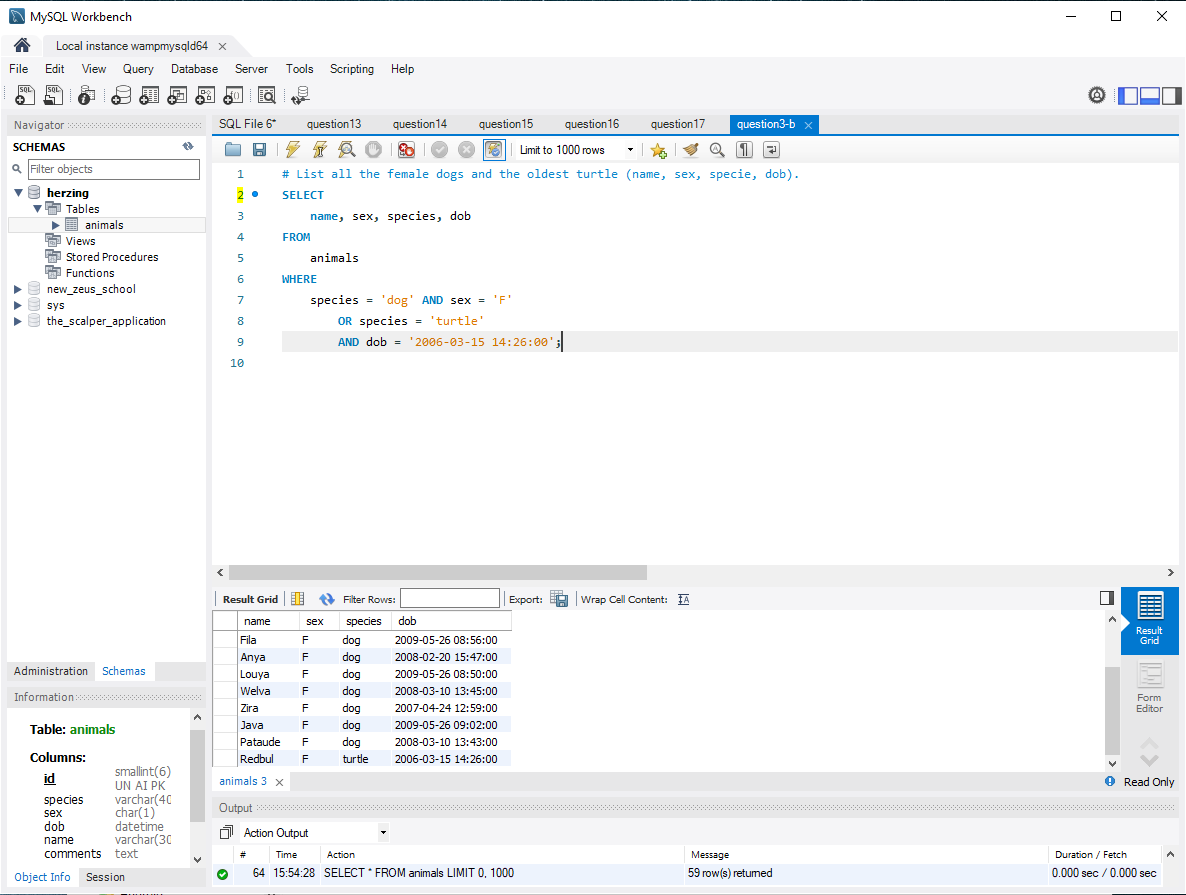 MySQL Workbench
Local instance wampmysqld64
File Edit View Query Database Server Tools Scripting Help
Navigator
SCHEMAS
Filter objects
herzing
Tables
animals
Views
Stored Procedures
Functions
new_zeus_school
sys
the_scalper_application
Administration Schemas
Information
Table: animals
Columns:
id smallint(6)
UN AI PK
species varchar(40
sex char(1)
dob datetime
name varchar(30
comments text
Object Info Session
SQL File 6* question13 question14 question15 question16 question17 question3-b
Limit to 1000 rows
1 # List all the female dogs and the oldest turtle (name, sex, specie, dob).
2 SELECT
3 name, sex, species, dob
4 FROM
5 animals
6 WHERE
7 species = 'dog' AND sex = 'F'
8 OR species = 'turtle'
9 AND dob = '2006-03-15 14:26:00';
10
Result Grid Filter Rows: Export: Wrap Cell Content:
name sex species dob
Fila F dog 2009-05-26 08:56:00
Anya F dog 2008-02-20 15:47:00
Louya F dog 2009-05-26 08:50:00
Welva F dog 2008-03-10 13:45:00
Zira F dog 2007-04-24 12:59:00
Java F dog 2009-05-26 09:02:00
Pataude F dog 2008-03-10 13:43:00
Redbul F turtle 2006-03-15 14:26:00
Result
Grid
Form
Editor
animals 3
Read Only
Output
Action Output
# Time Action Message Duration / Fetch
64 15:54:28 SELECT * FROM animals LIMIT 0, 1000 59 row(s) returned 0.000 sec / 0.000 sec